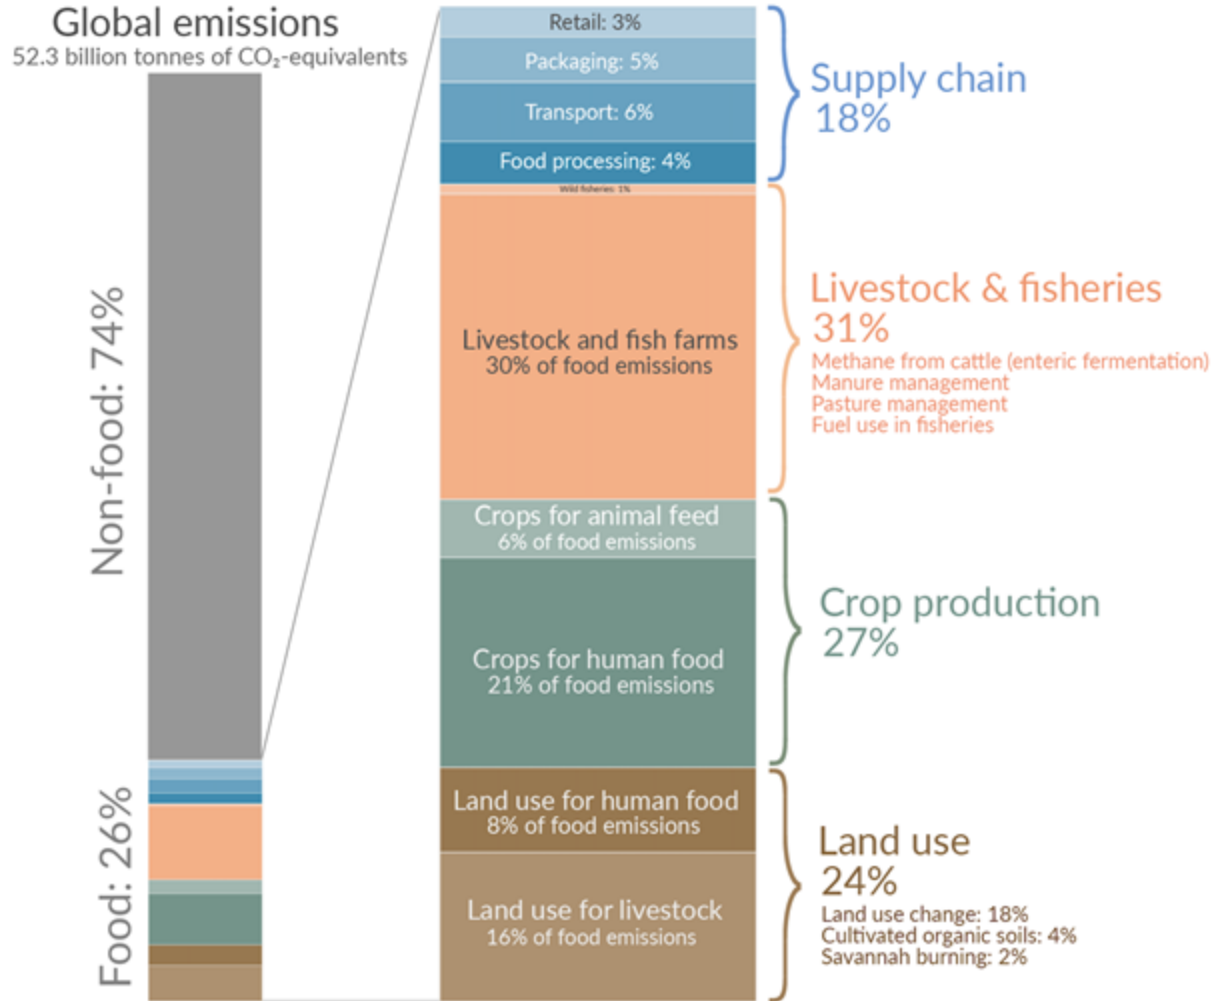 Global emissions
52.3 billion tonnes of CO₂-equivalents
Non-food: 74%
Food: 26%
Retail: 3%
Packaging: 5%
Transport: 6%
Food processing: 4%
Wild fisheries: 1%
Livestock and fish farms
30% of food emissions
Crops for animal feed
6% of food emissions
Crops for human food
21% of food emissions
Land use for human food
8% of food emissions
Land use for livestock
16% of food emissions
Supply chain
18%
Livestock & fisheries
31%
Methane from cattle (enteric fermentation)
Manure management
Pasture management
Fuel use in fisheries
Crop production
27%
Land use
24%
Land use change: 18%
Cultivated organic soils: 4%
Savannah burning: 2%